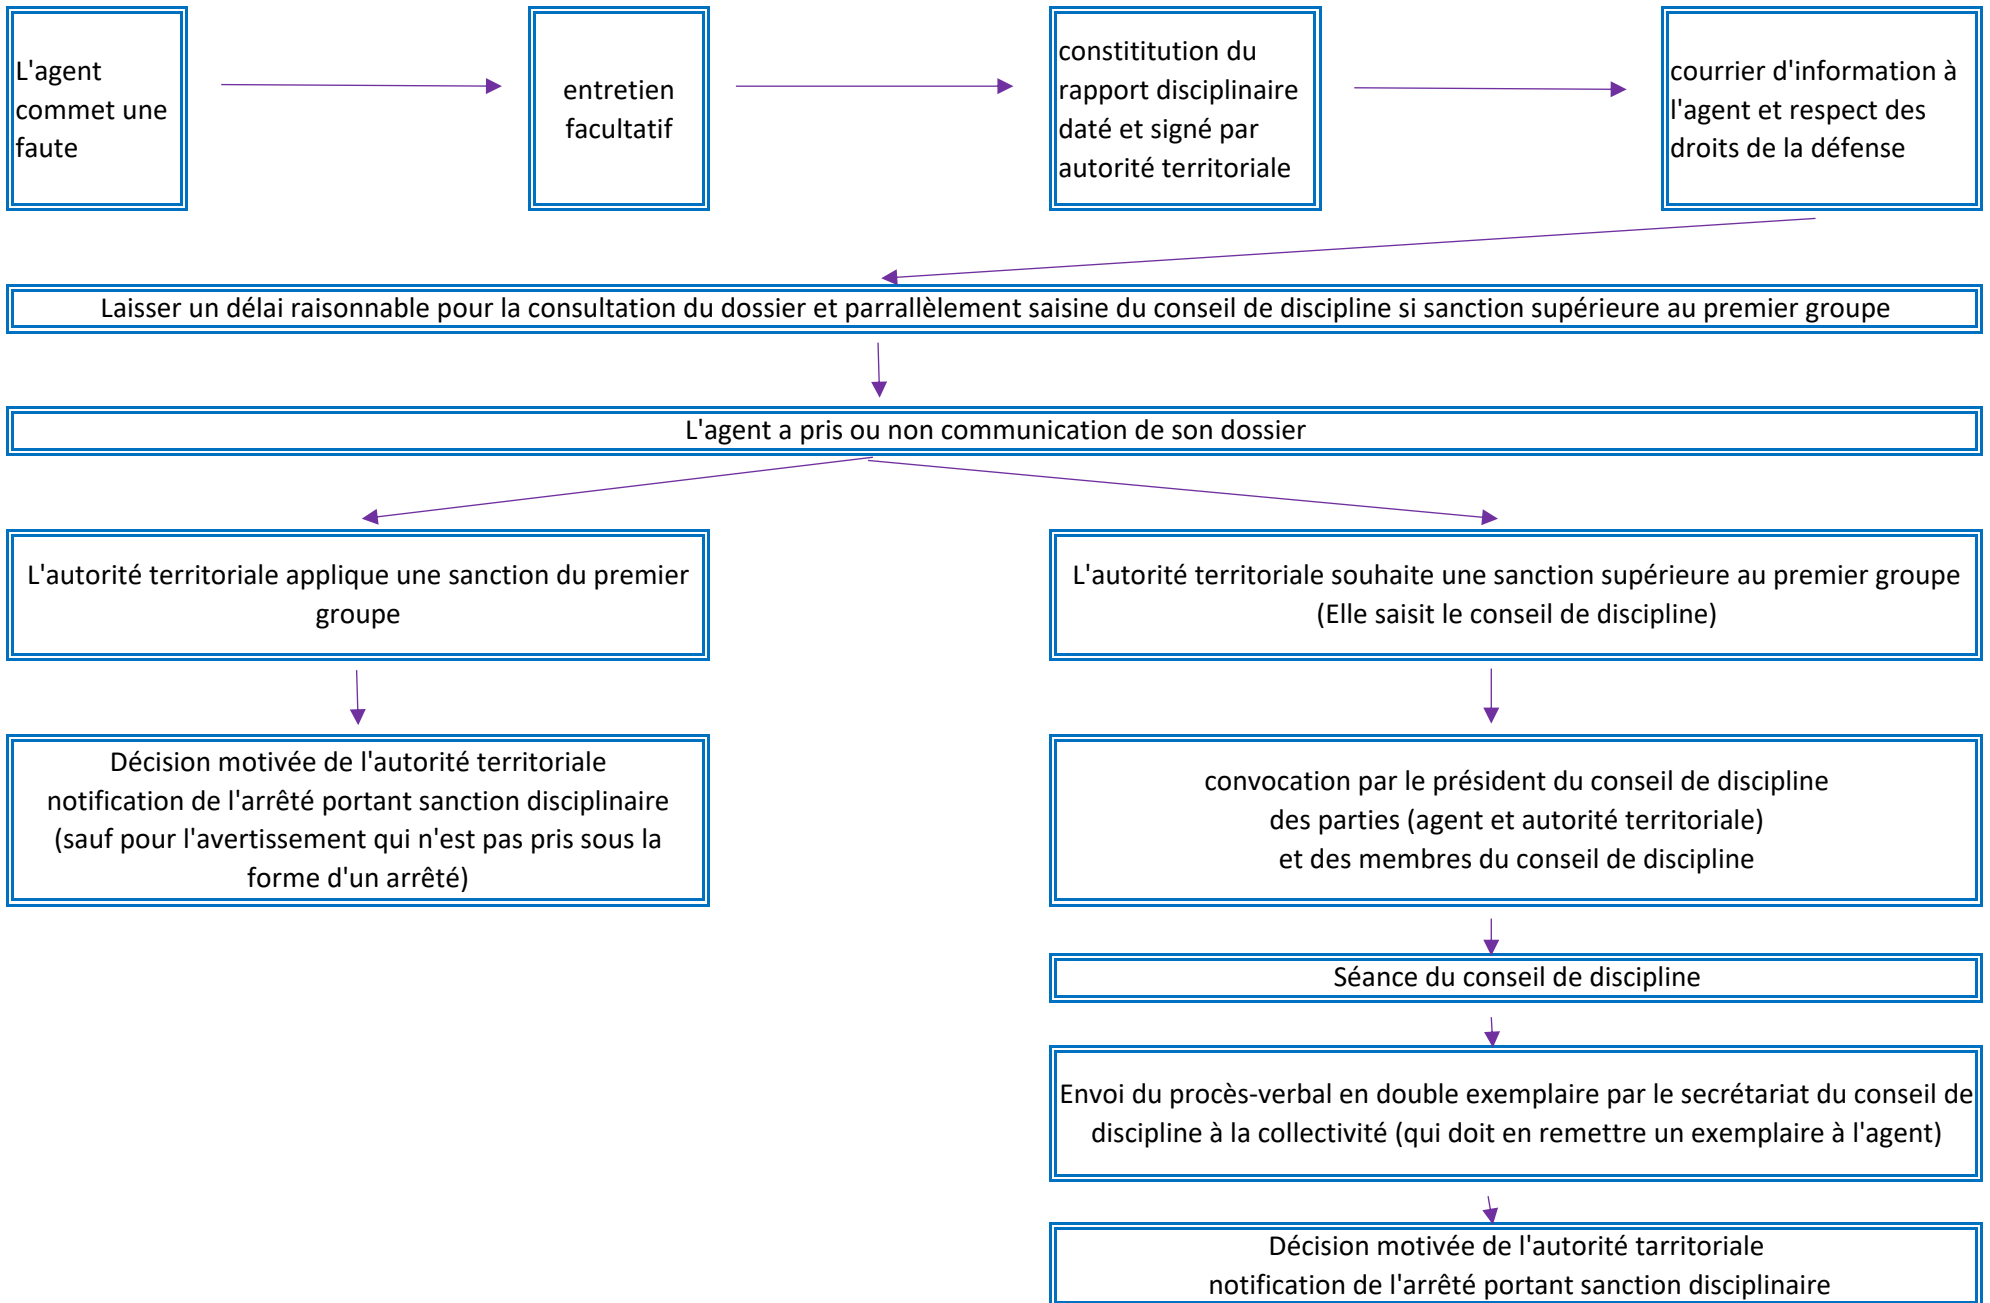 L'agent
commet une
faute
entretien
facultatif
constititution du
rapport disciplinaire
daté et signé par
autorité territoriale
courrier d'information à
l'agent et respect des
droits de la défense
Laisser un délai raisonnable pour la consultation du dossier et parrallèlement saisine du conseil de discipline si sanction supérieure au premier groupe
L'agent a pris ou non communication de son dossier
L'autorité territoriale applique une sanction du premier
groupe
L'autorité territoriale souhaite une sanction supérieure au premier groupe
(Elle saisit le conseil de discipline)
Décision motivée de l'autorité territoriale
notification de l'arrêté portant sanction disciplinaire
(sauf pour l'avertissement qui n'est pas pris sous la
forme d'un arrêté)
convocation par le président du conseil de discipline
des parties (agent et autorité territoriale)
et des membres du conseil de discipline
Séance du conseil de discipline
Envoi du procès-verbal en double exemplaire par le secrétariat du conseil de
discipline à la collectivité (qui doit en remettre un exemplaire à l'agent)
Décision motivée de l'autorité tarritoriale
notification de l'arrêté portant sanction disciplinaire